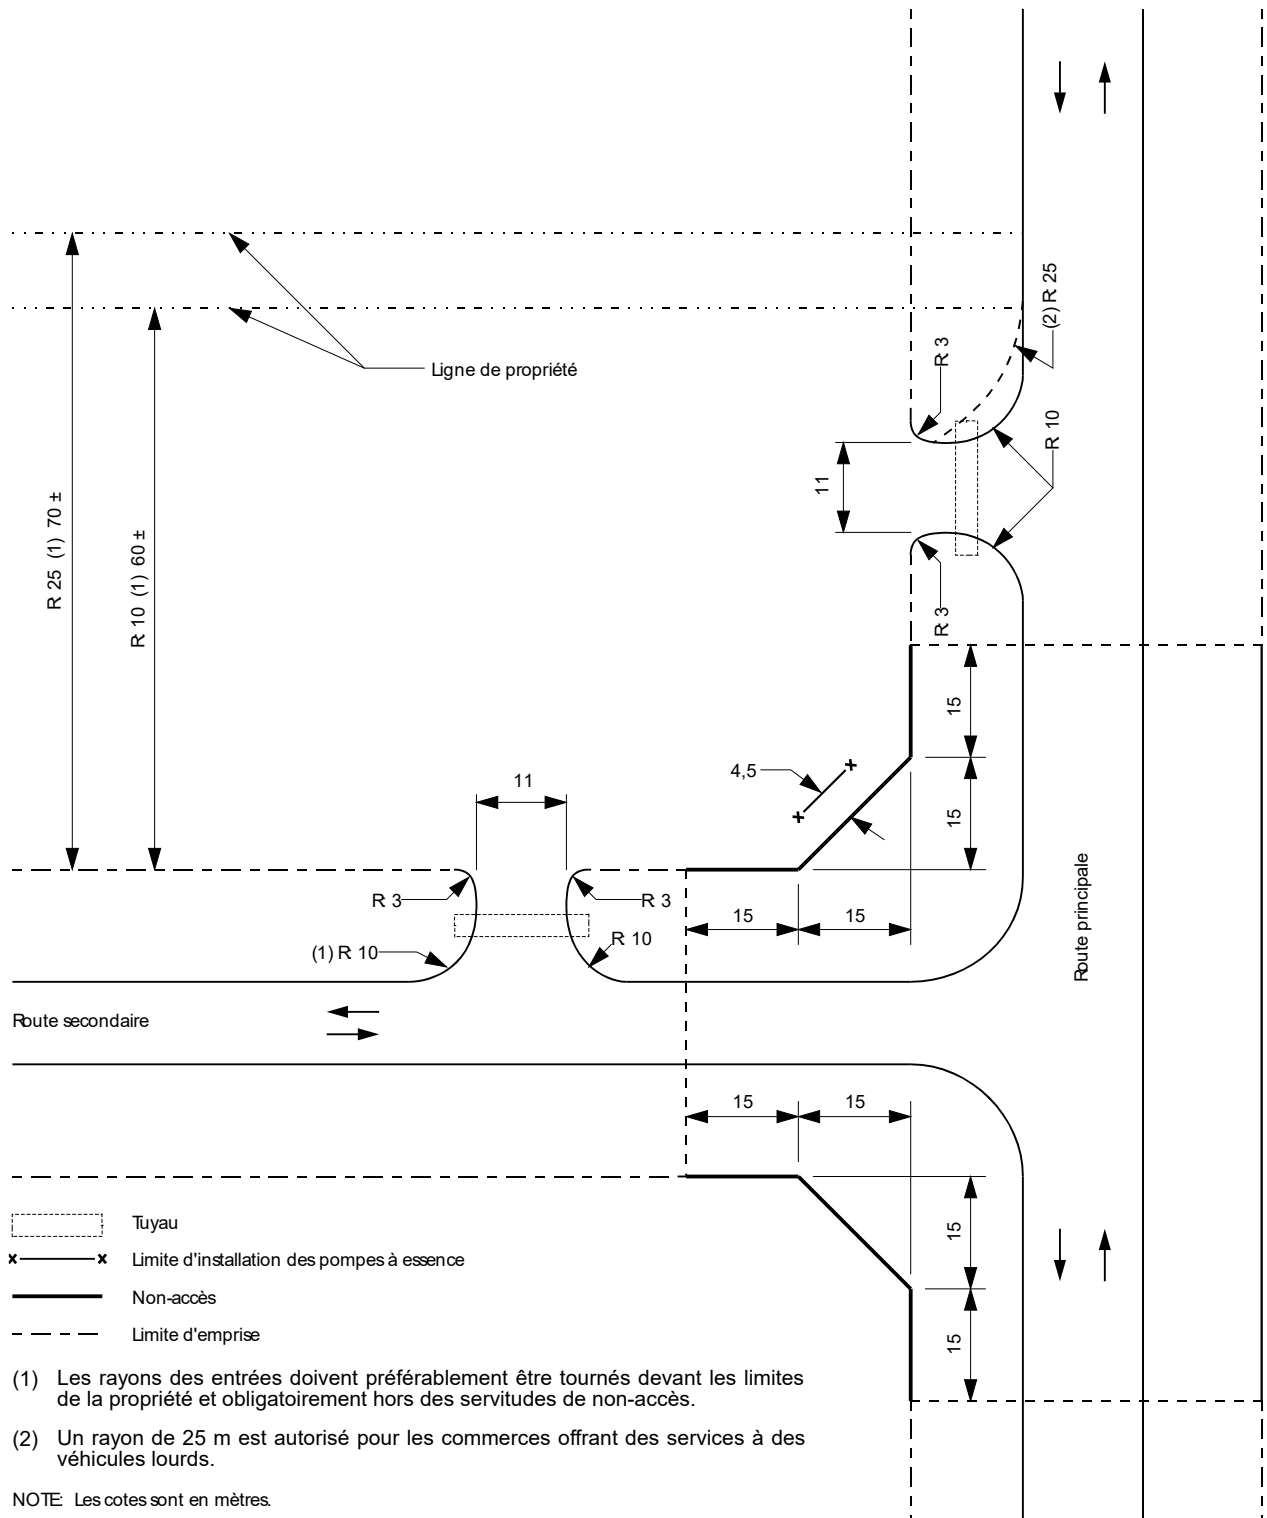 (2) R 25
R 3
Ligne de propriété
R 10
11
R 25 (1) 70 ±
R 10 (1) 60 ±
R 3
15
4,5
11
15
R 3
R 3
15
15
(1) R 10
R 10
Route principale
Route secondaire
15
15
15
15
Tuyau
Limite d'installation des pompes à essence
Non-accès
Limite d'emprise
(1) Les rayons des entrées doivent préférablement être tournés devant les limites
de la propriété et obligatoirement hors des servitudes de non-accès.
(2) Un rayon de 25 m est autorisé pour les commerces offrant des services à des
véhicules lourds.
NOTE: Les cotes sont en mètres.